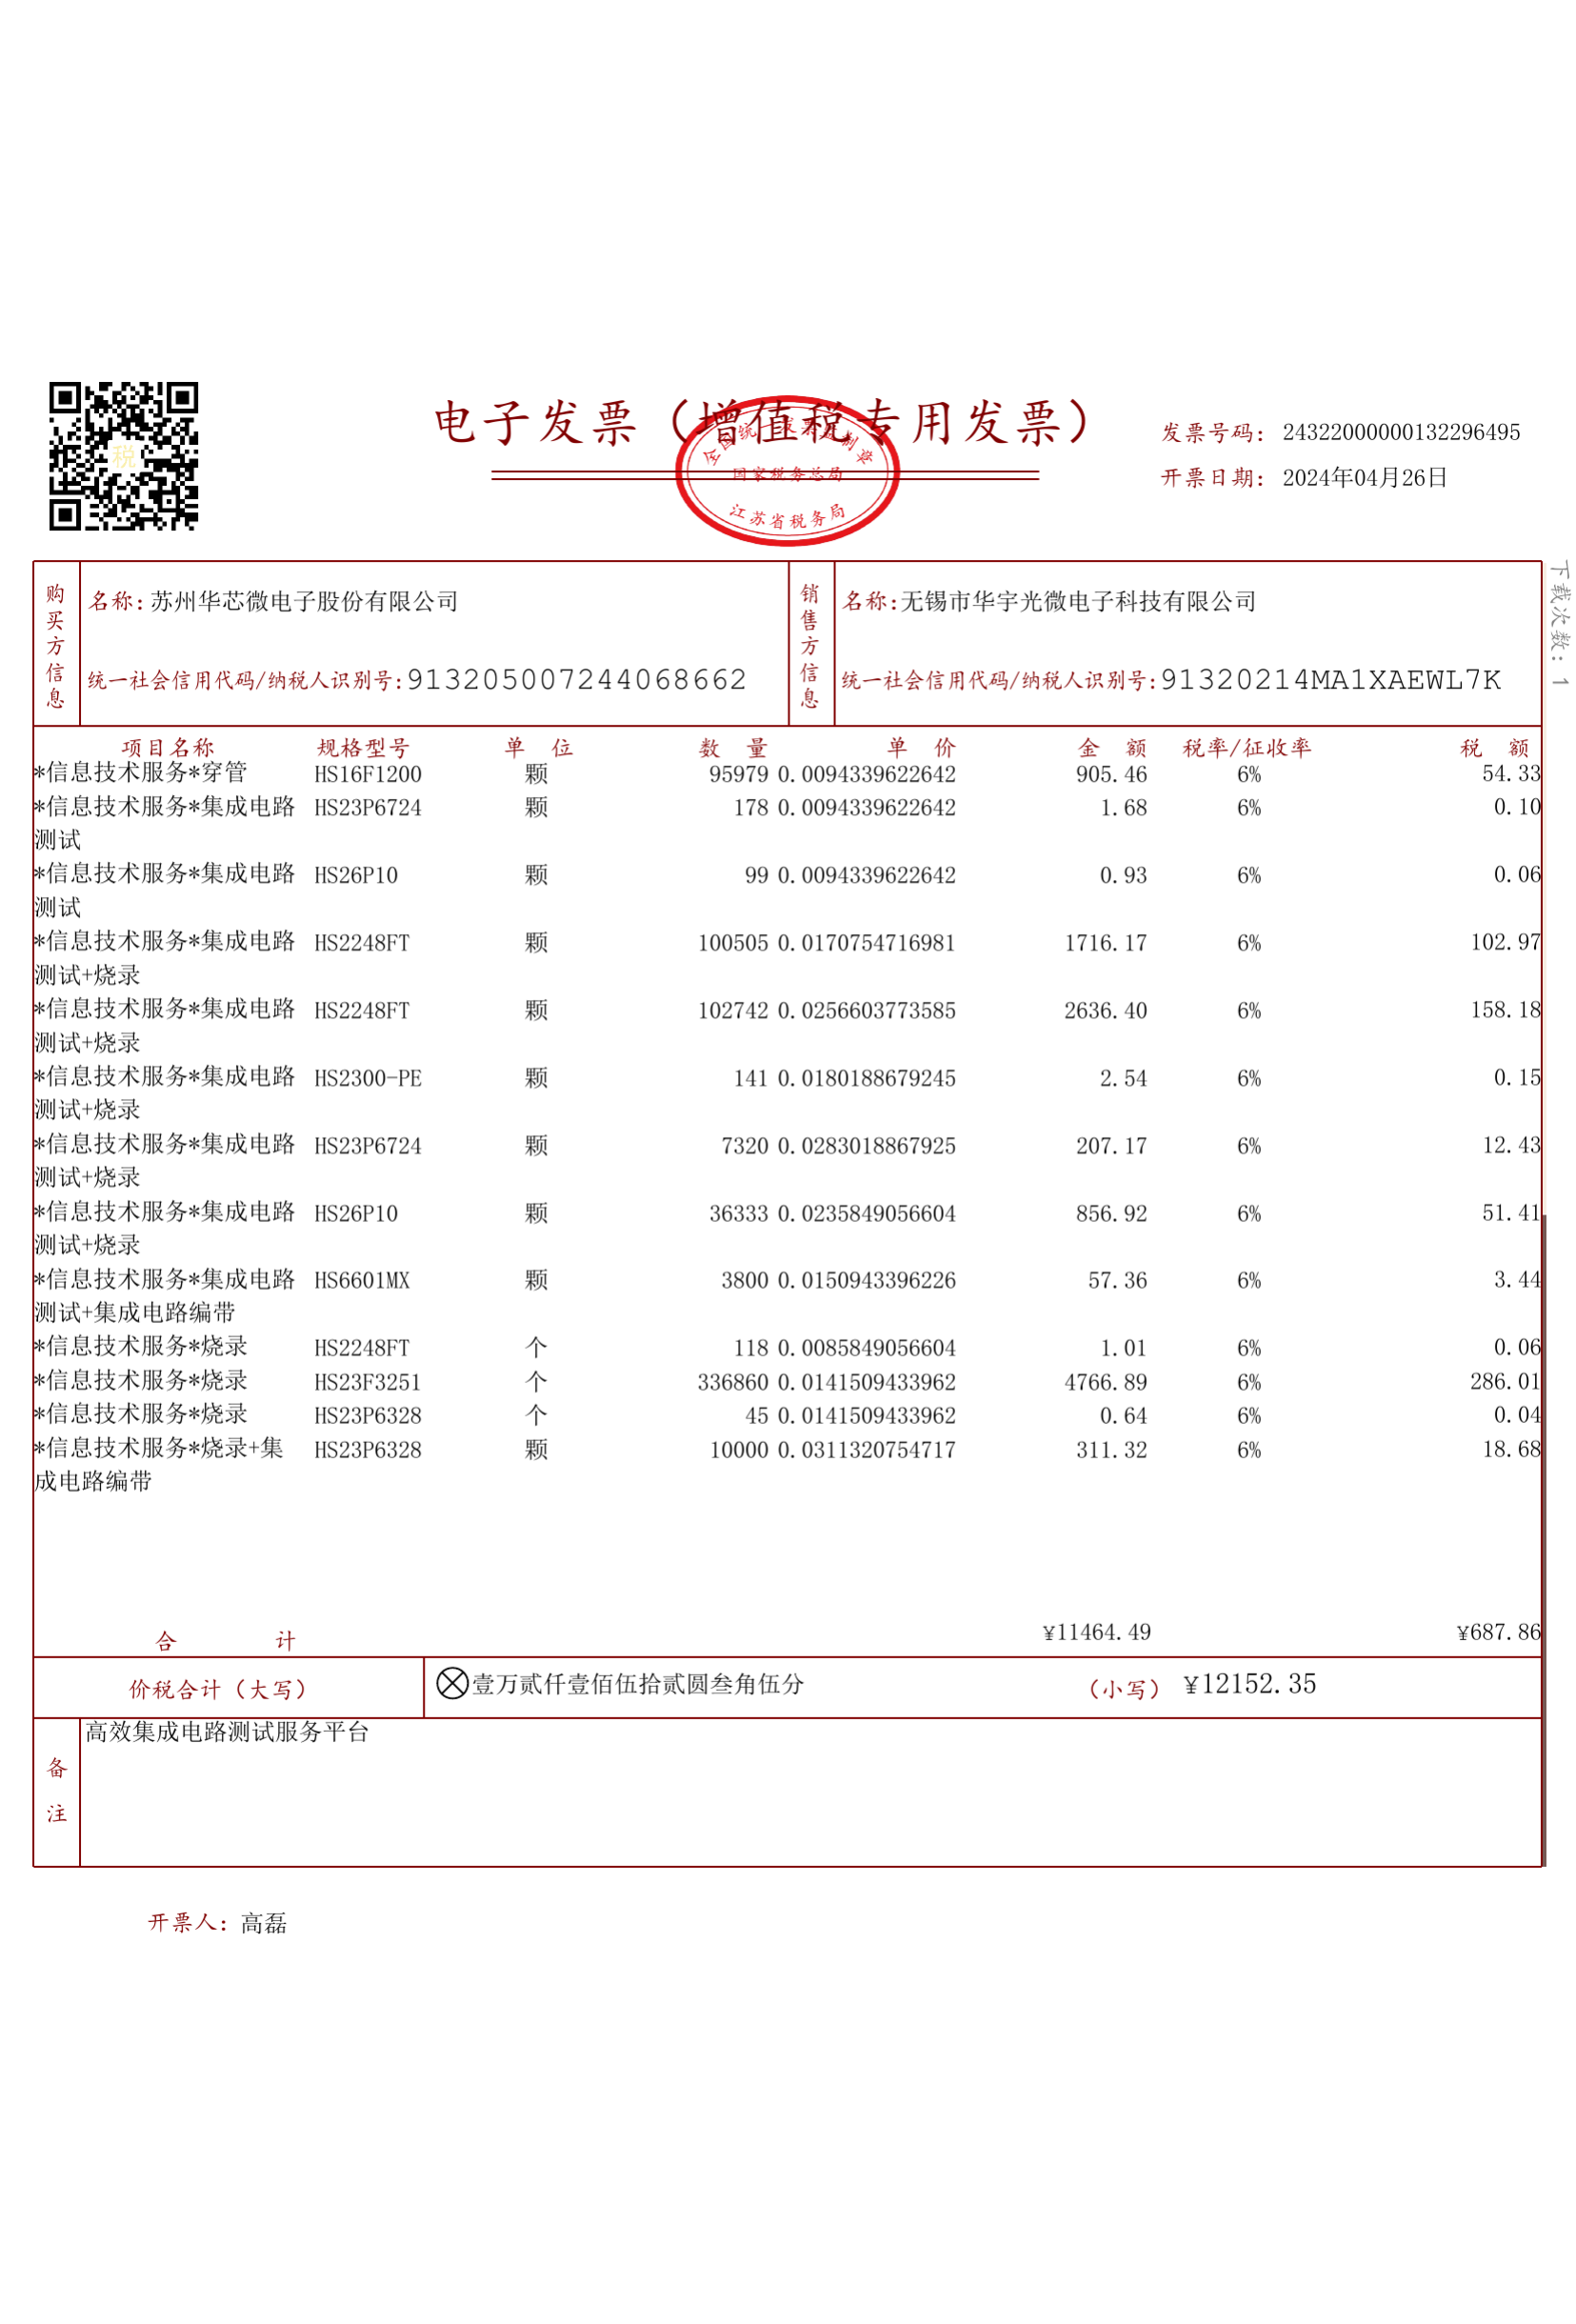 电子发票（增值税专用发票）
全国统一发票监制章
国家税务总局
江苏省税务局
税
发票号码： 24322000000132296495
开票日期： 2024年04月26日
下载次数：1
购买方信息
名称：苏州华芯微电子股份有限公司
统一社会信用代码/纳税人识别号：913205007244068662
销售方信息
名称：无锡市华宇光微电子科技有限公司
统一社会信用代码/纳税人识别号：91320214MA1XAEWL7K
项目名称 规格型号 单 位 数 量 单 价 金 额 税率/征收率 税 额
*信息技术服务*穿管 HS16F1200 颗 95979 0.0094339622642 905.46 6% 54.33
*信息技术服务*集成电路 HS23P6724 颗 178 0.0094339622642 1.68 6% 0.10
测试
*信息技术服务*集成电路 HS26P10 颗 99 0.0094339622642 0.93 6% 0.06
测试
*信息技术服务*集成电路 HS2248FT 颗 100505 0.0170754716981 1716.17 6% 102.97
测试+烧录
*信息技术服务*集成电路 HS2248FT 颗 102742 0.0256603773585 2636.40 6% 158.18
测试+烧录
*信息技术服务*集成电路 HS2300-PE 颗 141 0.0180188679245 2.54 6% 0.15
测试+烧录
*信息技术服务*集成电路 HS23P6724 颗 7320 0.0283018867925 207.17 6% 12.43
测试+烧录
*信息技术服务*集成电路 HS26P10 颗 36333 0.0235849056604 856.92 6% 51.41
测试+烧录
*信息技术服务*集成电路 HS6601MX 颗 3800 0.0150943396226 57.36 6% 3.44
测试+集成电路编带
*信息技术服务*烧录 HS2248FT 个 118 0.0085849056604 1.01 6% 0.06
*信息技术服务*烧录 HS23F3251 个 336860 0.0141509433962 4766.89 6% 286.01
*信息技术服务*烧录 HS23P6328 个 45 0.0141509433962 0.64 6% 0.04
*信息技术服务*烧录+集 HS23P6328 颗 10000 0.0311320754717 311.32 6% 18.68
成电路编带
合 计 ¥11464.49 ¥687.86
价税合计（大写） 壹万贰仟壹佰伍拾贰圆叁角伍分 （小写） ¥12152.35
备注
高效集成电路测试服务平台
开票人：高磊